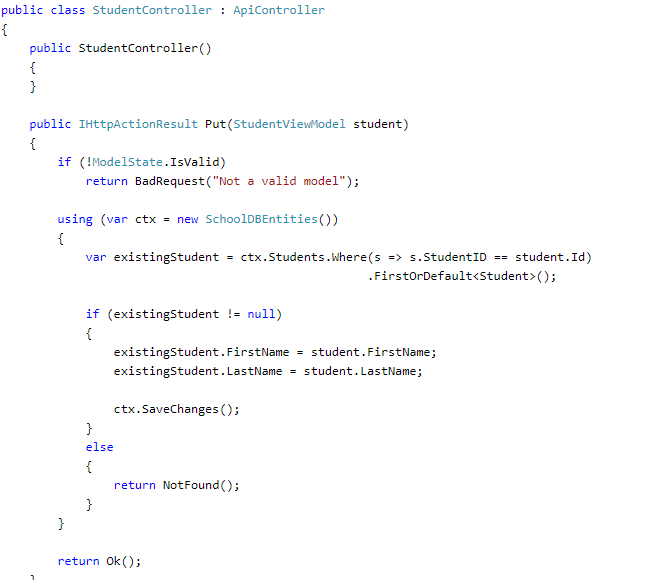 public class StudentController : ApiController
{
    public StudentController()
    {
    }

    public IHttpActionResult Put(StudentViewModel student)
    {
        if (!ModelState.IsValid)
            return BadRequest("Not a valid model");

        using (var ctx = new SchoolDBEntities())
        {
            var existingStudent = ctx.Students.Where(s => s.StudentID == student.Id)
                                                    .FirstOrDefault<Student>();

            if (existingStudent != null)
            {
                existingStudent.FirstName = student.FirstName;
                existingStudent.LastName = student.LastName;

                ctx.SaveChanges();
            }
            else
            {
                return NotFound();
            }
        }

        return Ok();
    }